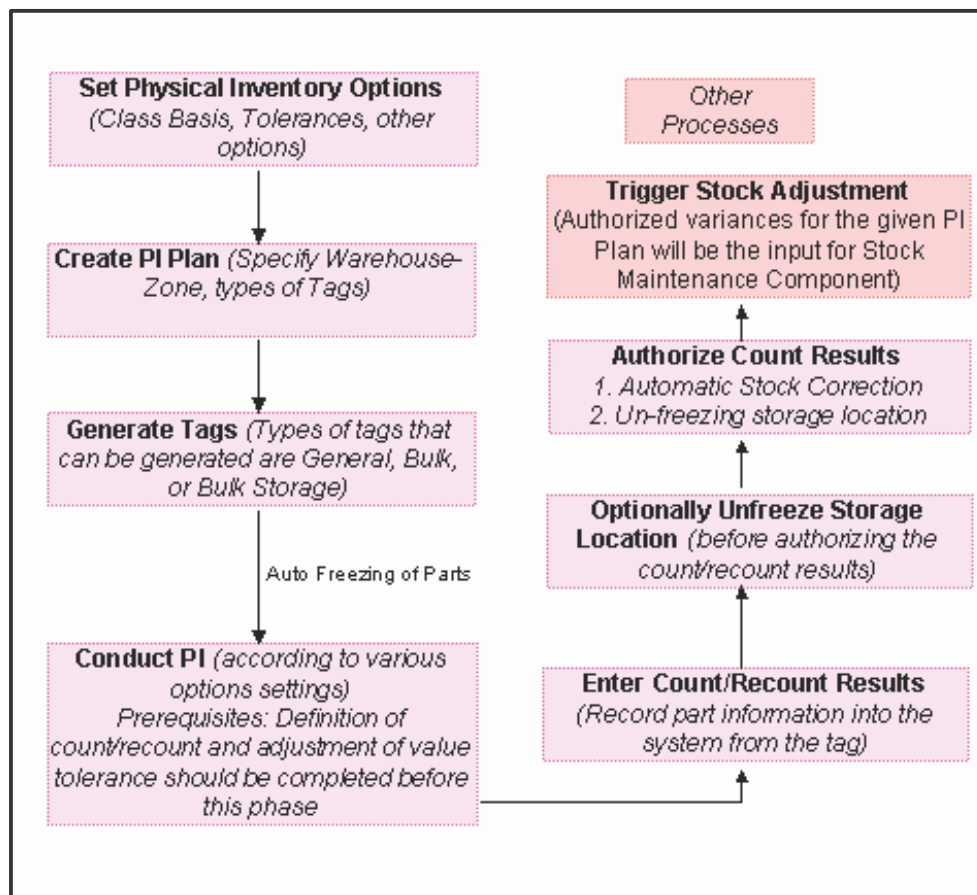 Set Physical Inventory Options
(Class Basis, Tolerances, other
options)
Create PI Plan (Specify Warehouse-
Zone, types of Tags)
Generate Tags (Types of tags that
can be generated are General, Bulk,
or Bulk Storage)
Auto Freezing of Parts
Conduct PI (according to various
options settings)
Prerequisites: Definition of
count/recount and adjustment of value
tolerance should be completed before
this phase
Other
Processes
Trigger Stock Adjustment
(Authorized variances for the given PI
Plan will be the input for Stock
Maintenance Component)
Authorize Count Results
1. Automatic Stock Correction
2. Un-freezing storage location
Optionally Unfreeze Storage
Location (before authorizing the
count/recount results)
Enter Count/Recount Results
(Record part information into the
system from the tag)